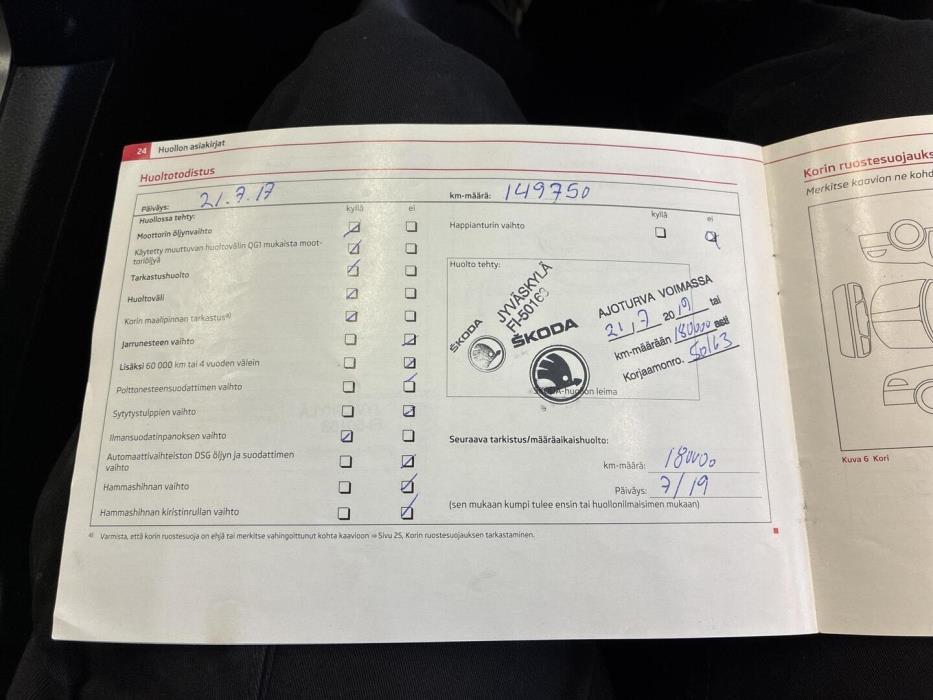 24 Huollon asiakirjat
Huoltotodistus
Päiväys: 21.7.17
km-määrä: 149750
Huollossa tehty:
kyllä ei
Moottorin öljynvaihto
Käytetty muuttuvan huoltovälin QG1 mukaista moot-
toriöljyä
Tarkastushuolto
Huoltoväli
Korin maalipinnan tarkastus a)
Jarrunesteen vaihto
Lisäksi 60 000 km tai 4 vuoden välein
Polttonesteensuodattimen vaihto
Sytytystulppien vaihto
Ilmansuodatinpanoksen vaihto
Automaattivaihteiston DSG öljyn ja suodattimen
vaihto
Hammashihnan vaihto
Hammashihnan kiristinrullan vaihto
kyllä ei
Happianturin vaihto
Huolto tehty:
ŠKODA
JYVÄSKYLÄ
FI-50163
ŠKODA
AJOTURVA VOIMASSA
21,7 2019 tai
km-määrään 180000 asti
Korjaamonro. 50163
ŠKODA-huollon leima
Seuraava tarkistus/määräaikaishuolto:
km-määrä: 180000
Päiväys: 7/19
(sen mukaan kumpi tulee ensin tai huollonilmaisimen mukaan)
a) Varmista, että korin ruostesuoja on ehjä tai merkitse vahingoittunut kohta kaavioon ⇒ Sivu 25, Korin ruostesuojauksen tarkastaminen.
Korin ruostesuojauks
Merkitse kaavion ne kohd
Kuva 6 Kori